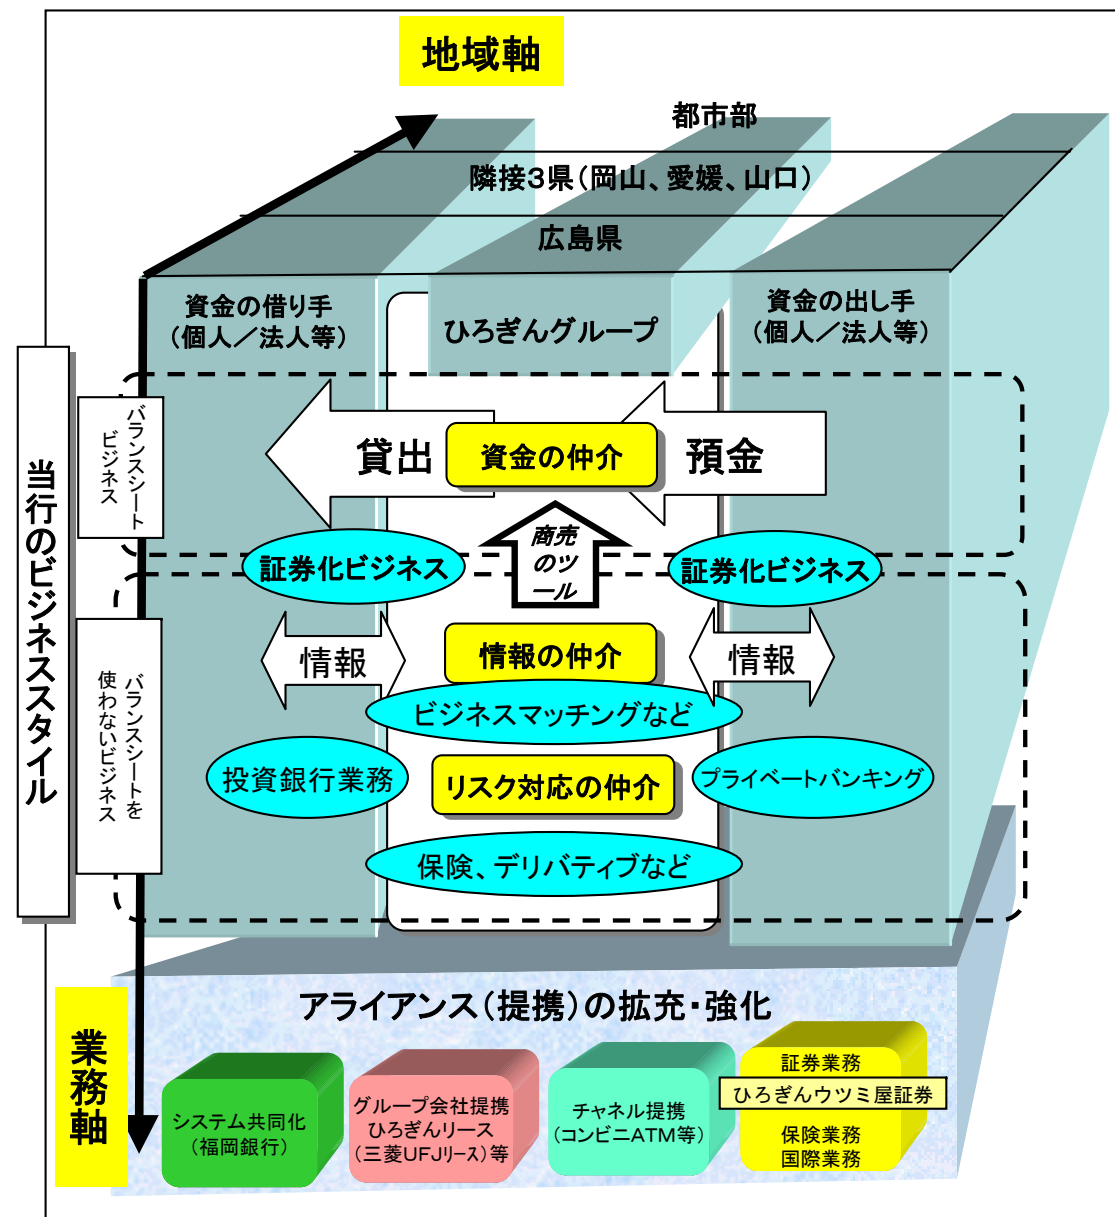 地域軸
都市部
隣接3県(岡山、愛媛、山口)
広島県
資金の借り手
(個人/法人等)
ひろぎんグループ
資金の出し手
(個人/法人等)
当行のビジネススタイル
バランスシート
ビジネス
貸出
資金の仲介
預金
商売
のツ
ール
証券化ビジネス
証券化ビジネス
バランスシートを
使わないビジネス
情報
情報の仲介
情報
ビジネスマッチングなど
投資銀行業務
リスク対応の仲介
プライベートバンキング
保険、デリバティブなど
業務軸
アライアンス(提携)の拡充・強化
システム共同化
(福岡銀行)
グループ会社提携
ひろぎんリース
(三菱UFJリース)等
チャネル提携
(コンビニATM等)
証券業務
ひろぎんウツミ屋証券
保険業務
国際業務